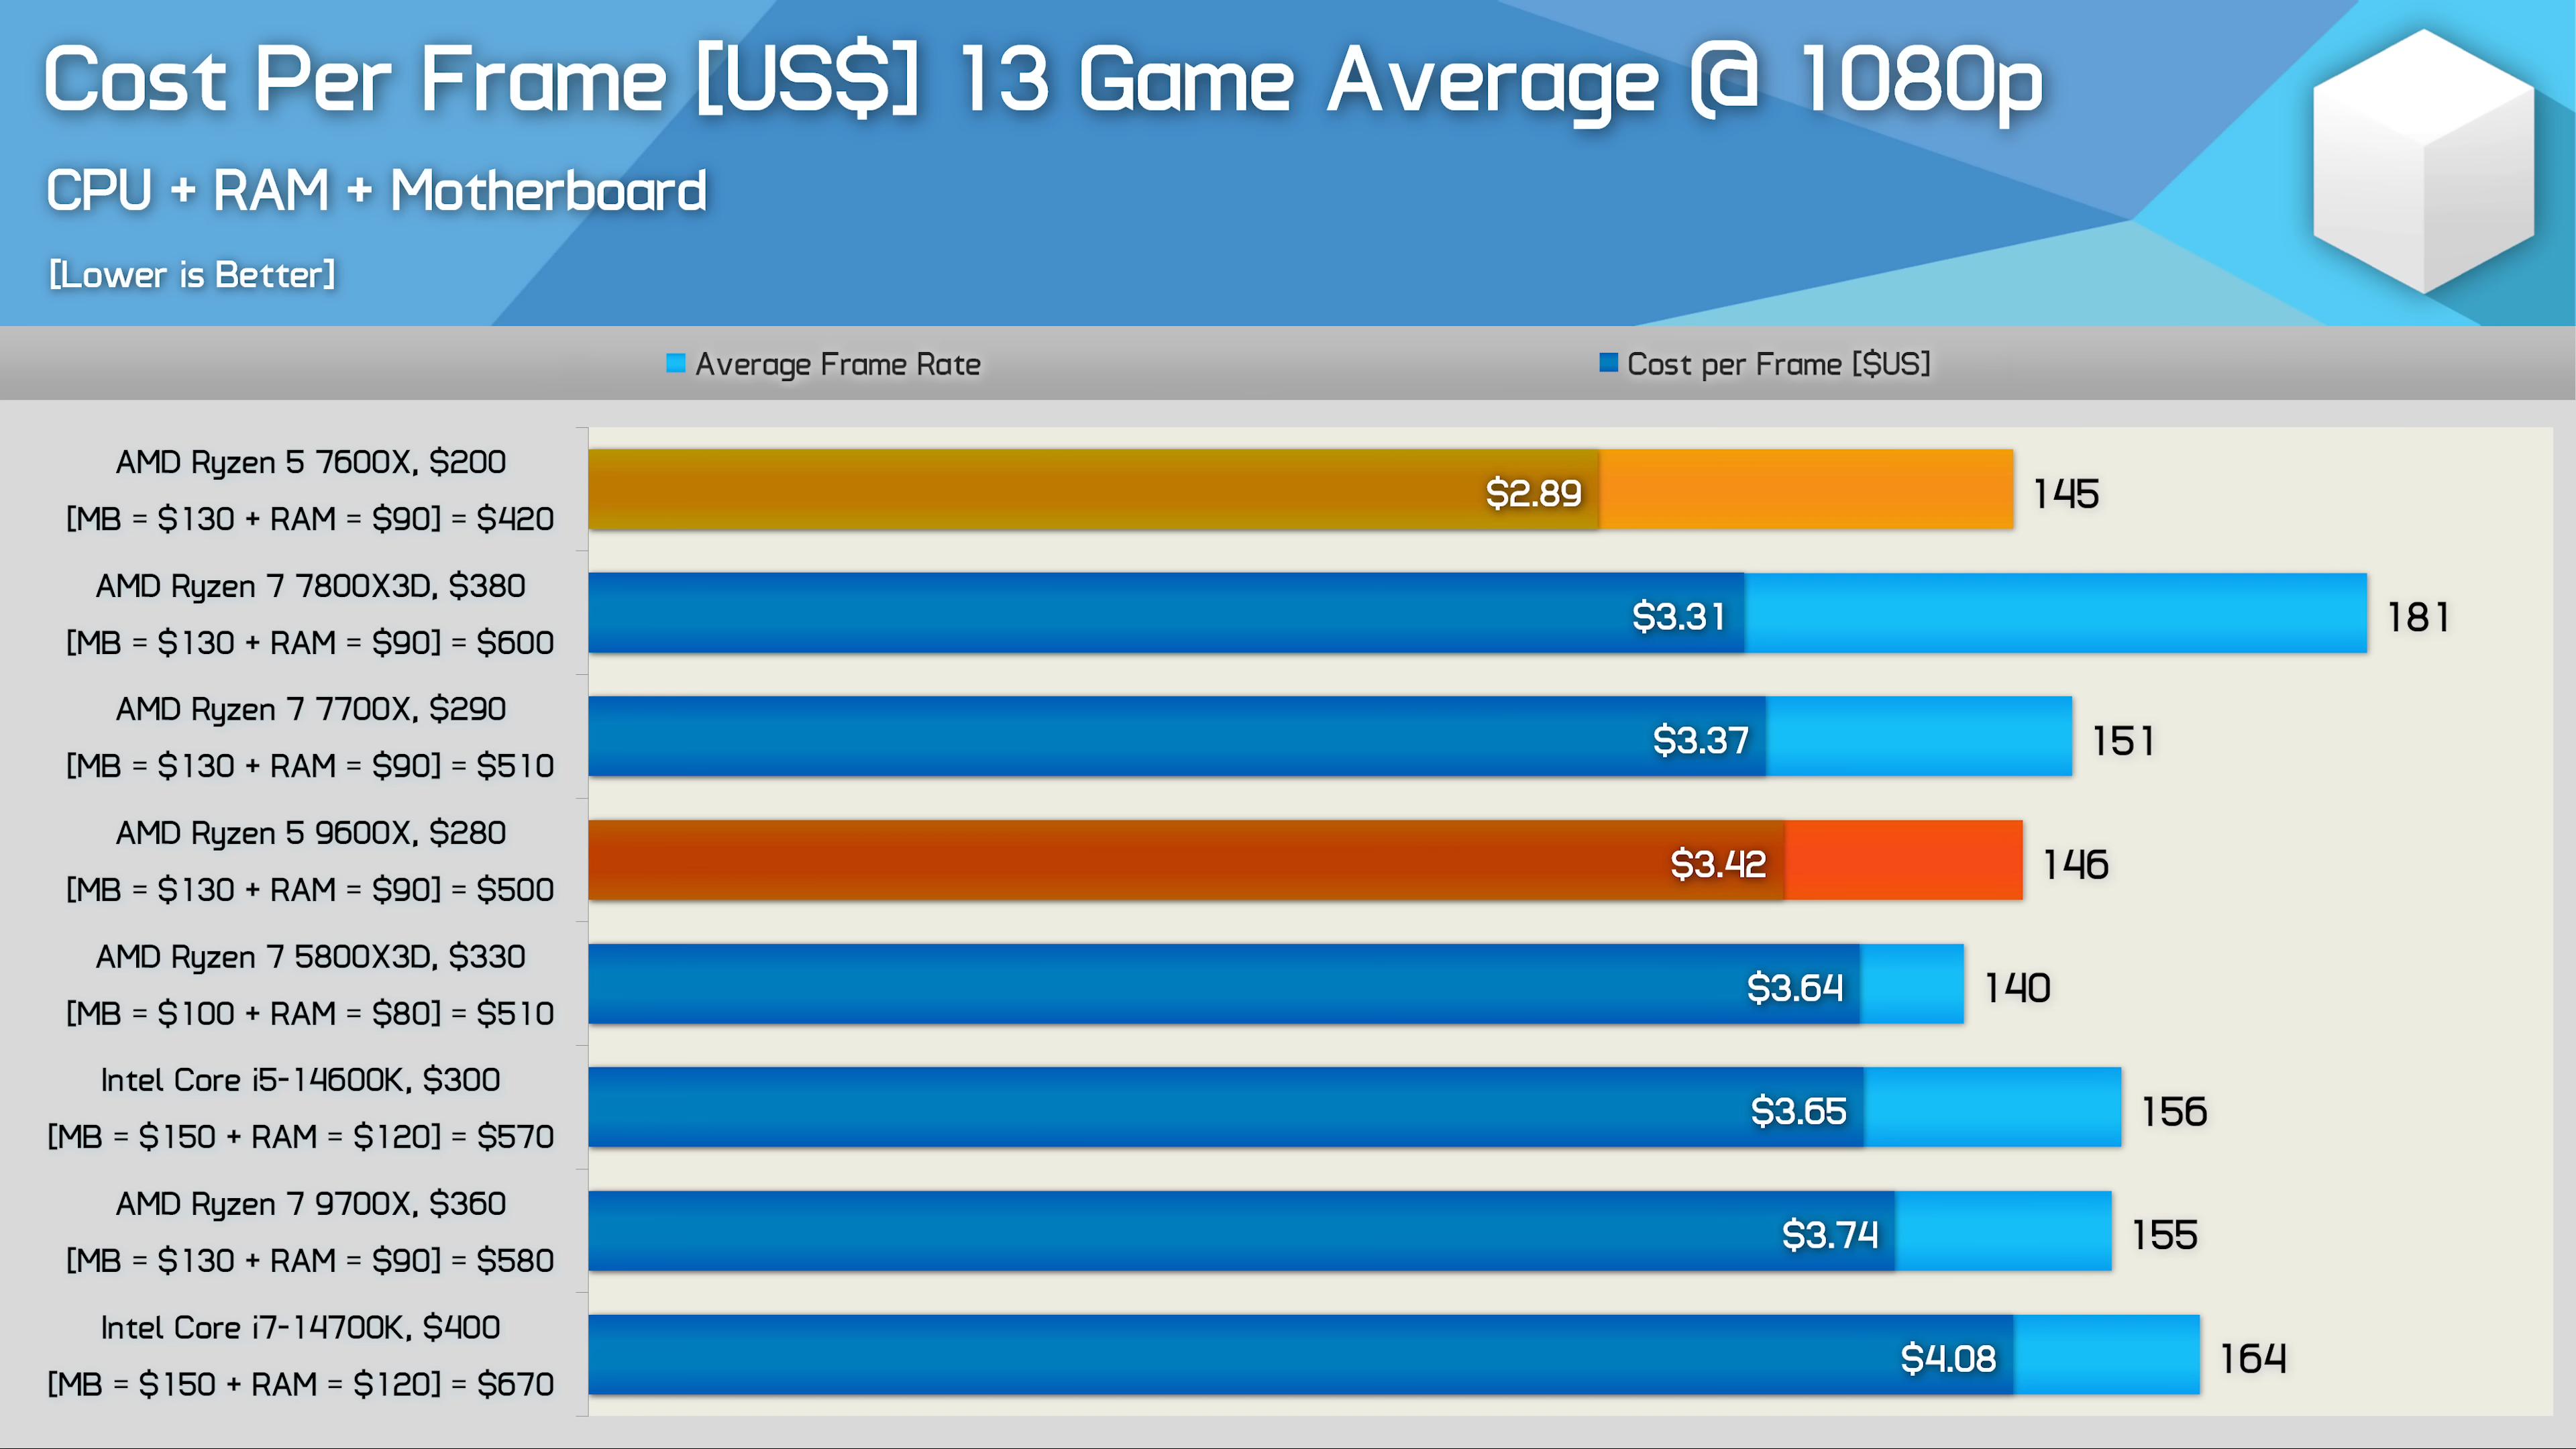 Cost Per Frame [US$] 13 Game Average @ 1080p
CPU + RAM + Motherboard
[Lower is Better]
Average Frame Rate
Cost per Frame [$US]
AMD Ryzen 5 7600X, $200
[MB = $130 + RAM = $90] = $420
$2.89
145
AMD Ryzen 7 7800X3D, $380
[MB = $130 + RAM = $90] = $600
$3.31
181
AMD Ryzen 7 7700X, $290
[MB = $130 + RAM = $90] = $510
$3.37
151
AMD Ryzen 5 9600X, $280
[MB = $130 + RAM = $90] = $500
$3.42
146
AMD Ryzen 7 5800X3D, $330
[MB = $100 + RAM = $80] = $510
$3.64
140
Intel Core i5-14600K, $300
[MB = $150 + RAM = $120] = $570
$3.65
156
AMD Ryzen 7 9700X, $360
[MB = $130 + RAM = $90] = $580
$3.74
155
Intel Core i7-14700K, $400
[MB = $150 + RAM = $120] = $670
$4.08
164